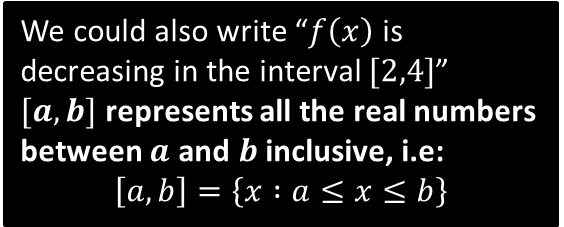 We could also write “f(x) is
decreasing in the interval [2,4]”
[a, b] represents all the real numbers
between a and b inclusive, i.e:
[a, b] = {x : a ≤ x ≤ b}